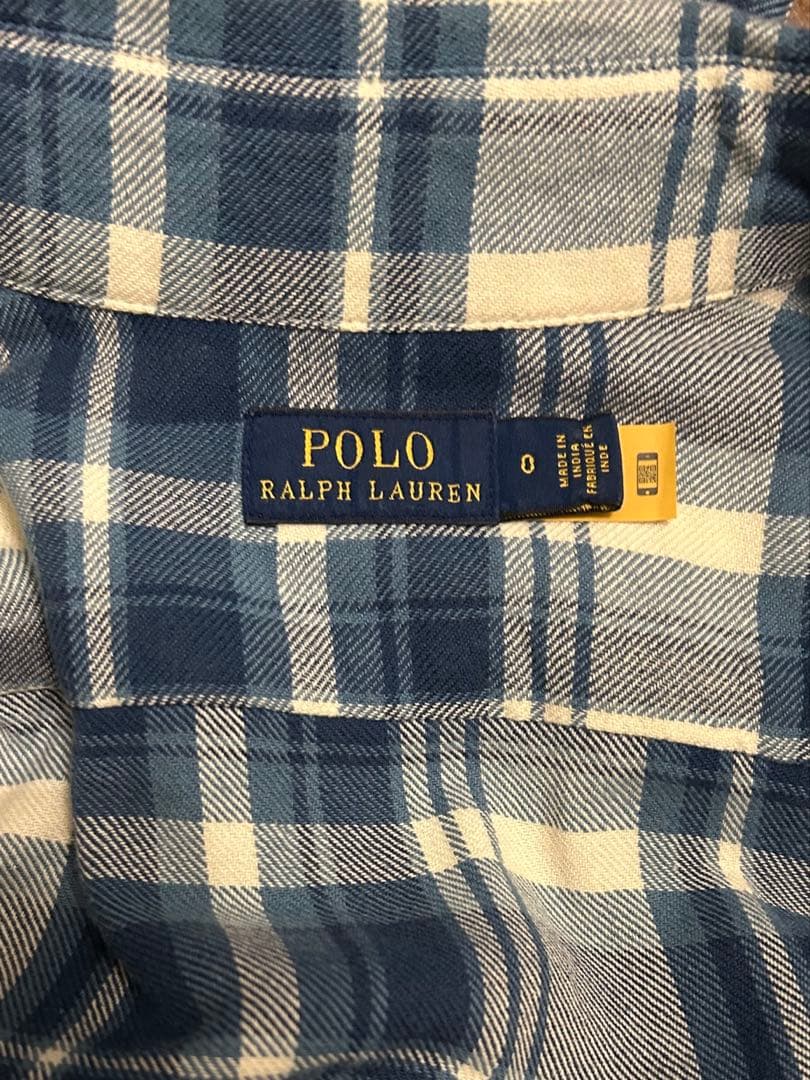 POLO
RALPH LAUREN
0
MADE IN
INDIA
FABRIQUÉ EN
INDE